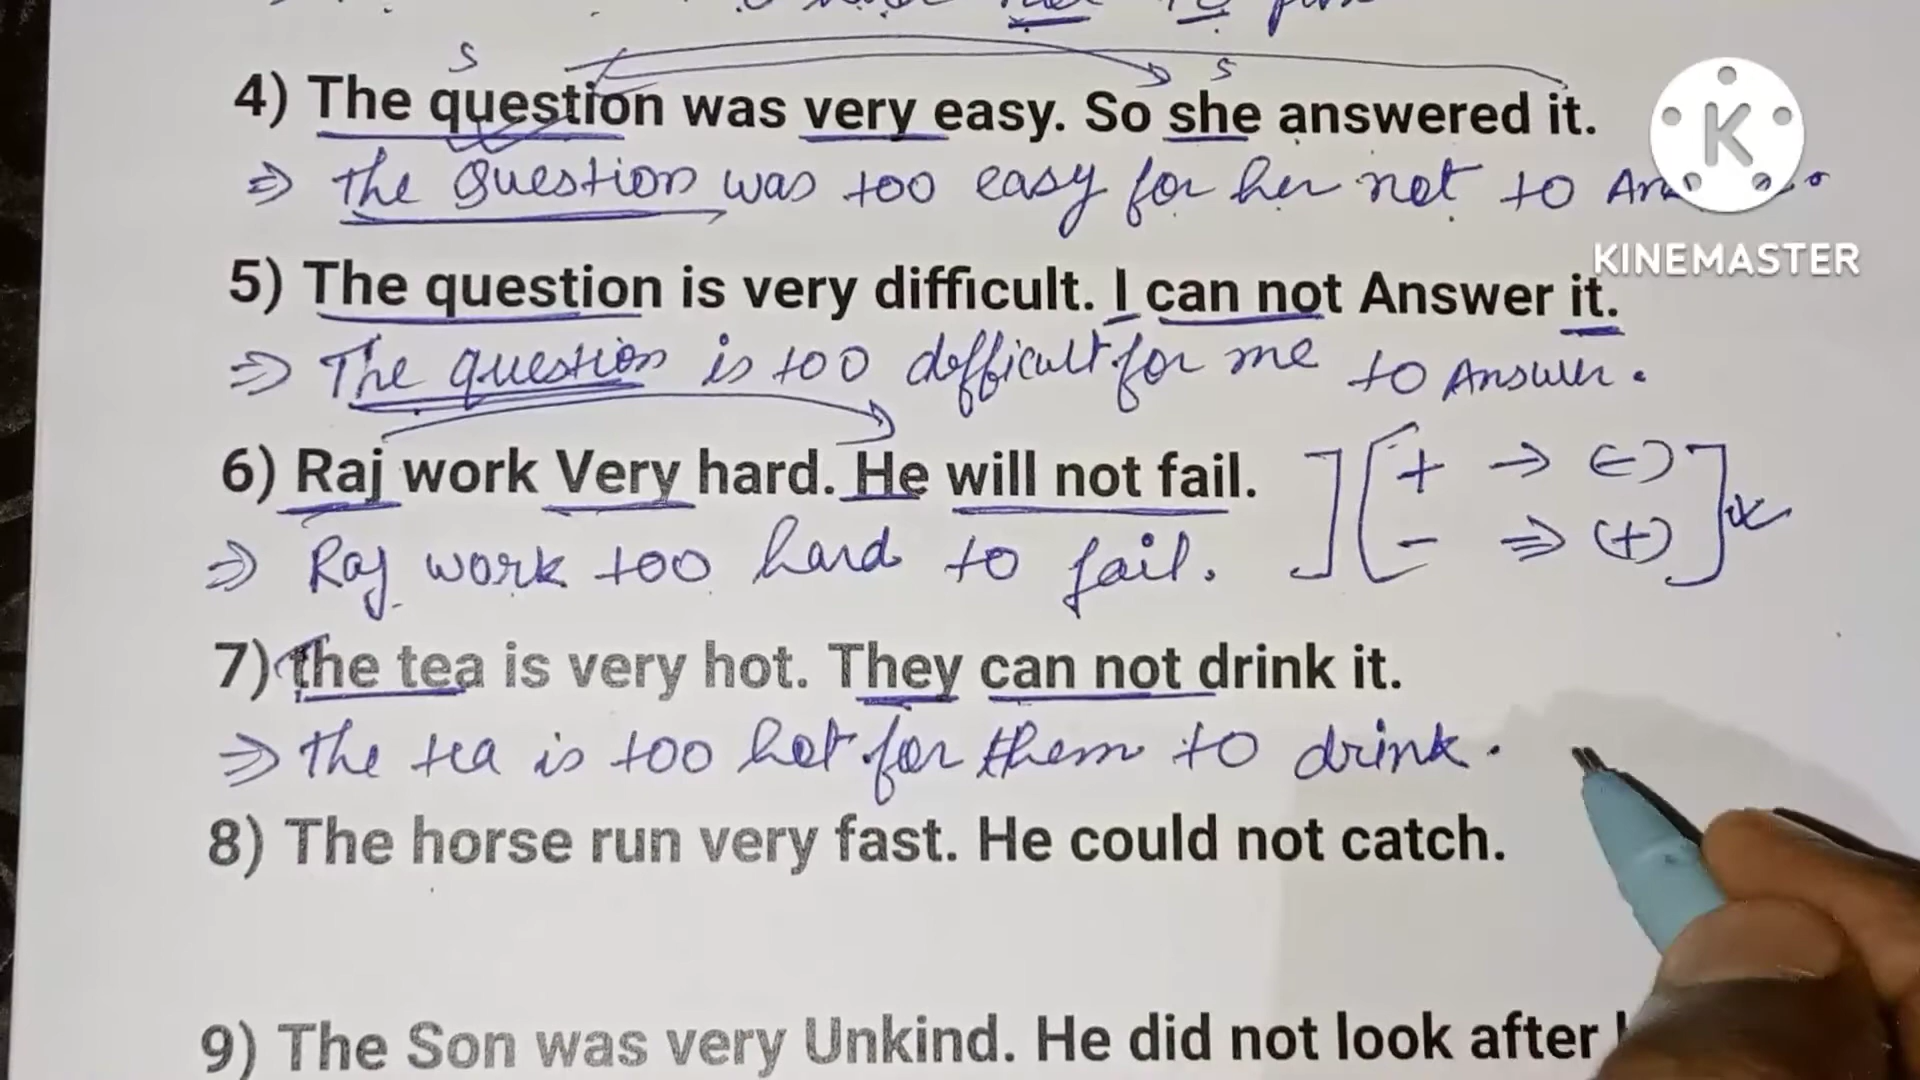 S S
4) The question was very easy. So she answered it.
⇒ The Question was too easy for her not to
K
KINEMASTER
5) The question is very difficult. I can not Answer it.
⇒ The question is too difficult for me to Answer.
6) Raj work Very hard. He will not fail.
+ → (-)
- ⇒ (+)
⇒ Raj work too hard to fail.
7) the tea is very hot. They can not drink it.
⇒ The tea is too hot for them to drink.
8) The horse run very fast. He could not catch.
9) The Son was very Unkind. He did not look after